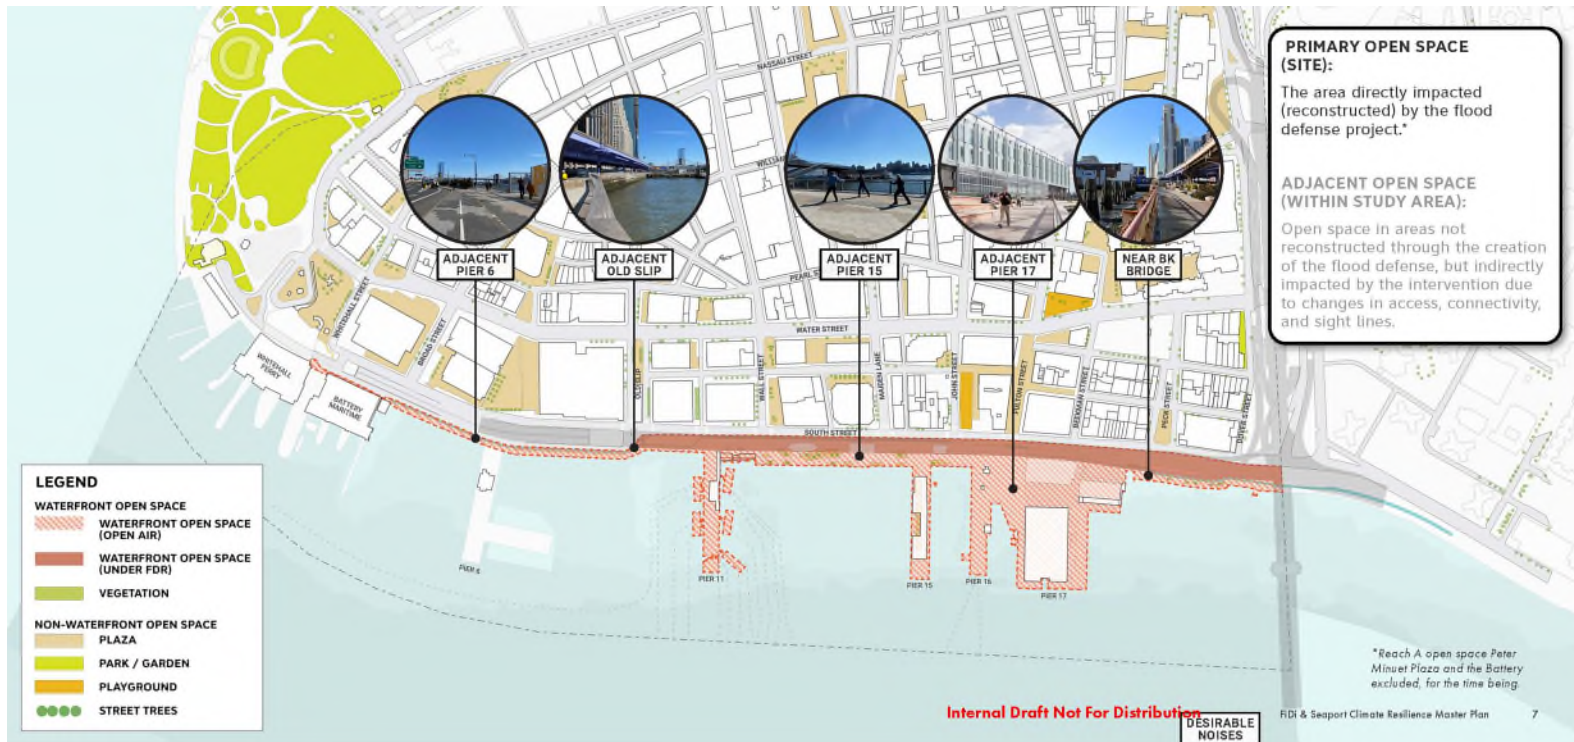 PRIMARY OPEN SPACE
(SITE):
The area directly impacted
(reconstructed) by the flood
defense project.*
ADJACENT OPEN SPACE
(WITHIN STUDY AREA):
Open space in areas not
reconstructed through the creation
of the flood defense, but indirectly
impacted by the intervention due
to changes in access, connectivity,
and sight lines.
NASSAU STREET
WILLIA
ADJACENT
PIER 6
ADJACENT
OLD SLIP
ADJACENT
PIER 15
ADJACENT
PIER 17
NEAR BK
BRIDGE
PEARL S
WHITEHALL STREET
BROAD STREET
WATER STREET
OLD SLIP
WALL STREET
MAIDEN LANE
JOHN STREET
FULTON STREET
BEEKMAN STREET
PECK STREET
DOVER STREET
SOUTH STREET
WHITEHALL
FERRY
BATTERY
MARITIME
PIER 6
PIER 11
PIER 15
PIER 16
PIER 17
LEGEND
WATERFRONT OPEN SPACE
WATERFRONT OPEN SPACE
(OPEN AIR)
WATERFRONT OPEN SPACE
(UNDER FDR)
VEGETATION
NON-WATERFRONT OPEN SPACE
PLAZA
PARK / GARDEN
PLAYGROUND
STREET TREES
*Reach A open space Peter
Minuet Plaza and the Battery
excluded, for the time being.
Internal Draft Not For Distribution
DESIRABLE
NOISES
FiDi & Seaport Climate Resilience Master Plan 7